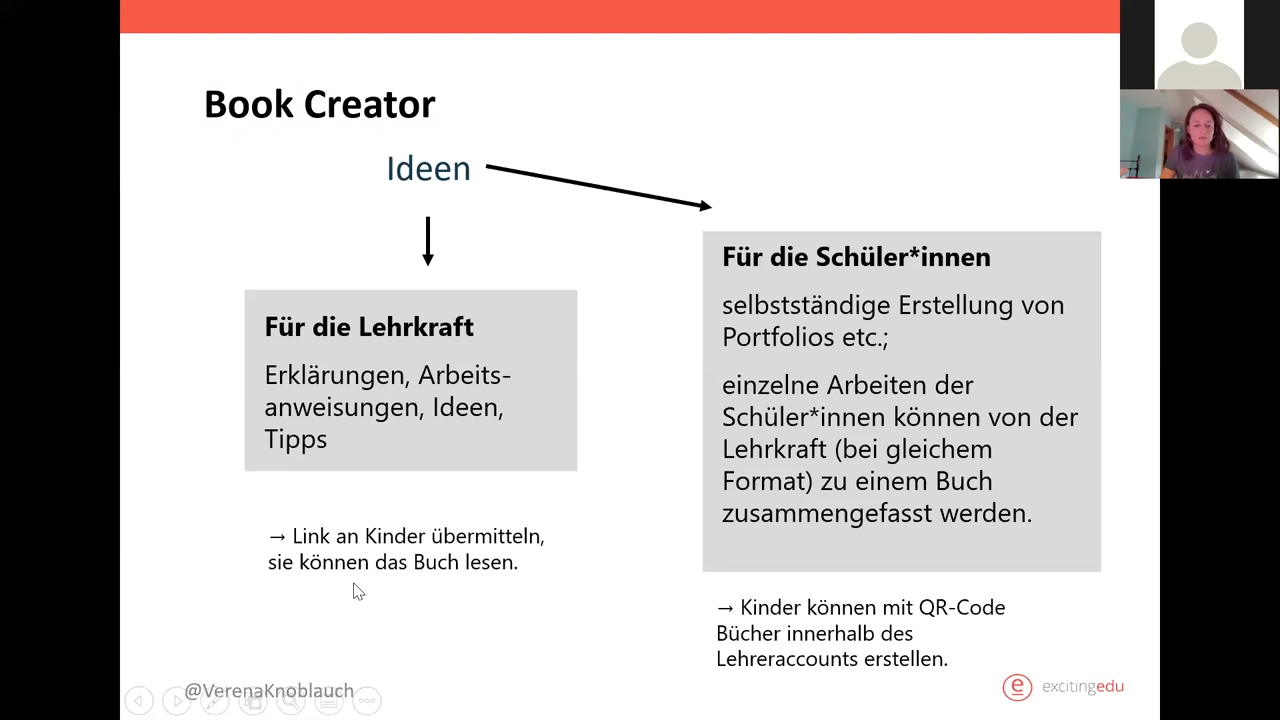 Book Creator
Ideen
Für die Lehrkraft
Erklärungen, Arbeits-
anweisungen, Ideen,
Tipps
→ Link an Kinder übermitteln,
sie können das Buch lesen.
Für die Schüler*innen
selbstständige Erstellung von
Portfolios etc.;
einzelne Arbeiten der
Schüler*innen können von der
Lehrkraft (bei gleichem
Format) zu einem Buch
zusammengefasst werden.
→ Kinder können mit QR-Code
Bücher innerhalb des
Lehreraccounts erstellen.
@VerenaKnoblauch
excitingedu